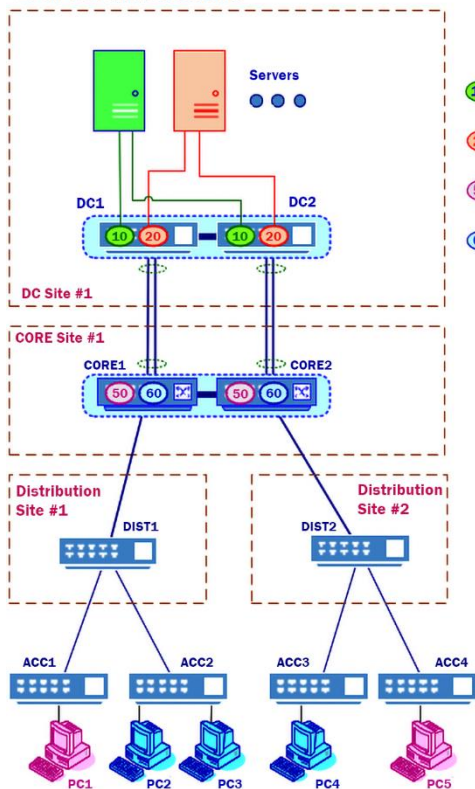 Servers
DC1
DC2
10
20
10
20
DC Site #1
CORE Site #1
CORE1
CORE2
50
60
50
60
Distribution
Site #1
Distribution
Site #2
DIST1
DIST2
ACC1
ACC2
ACC3
ACC4
PC1
PC2
PC3
PC4
PC5